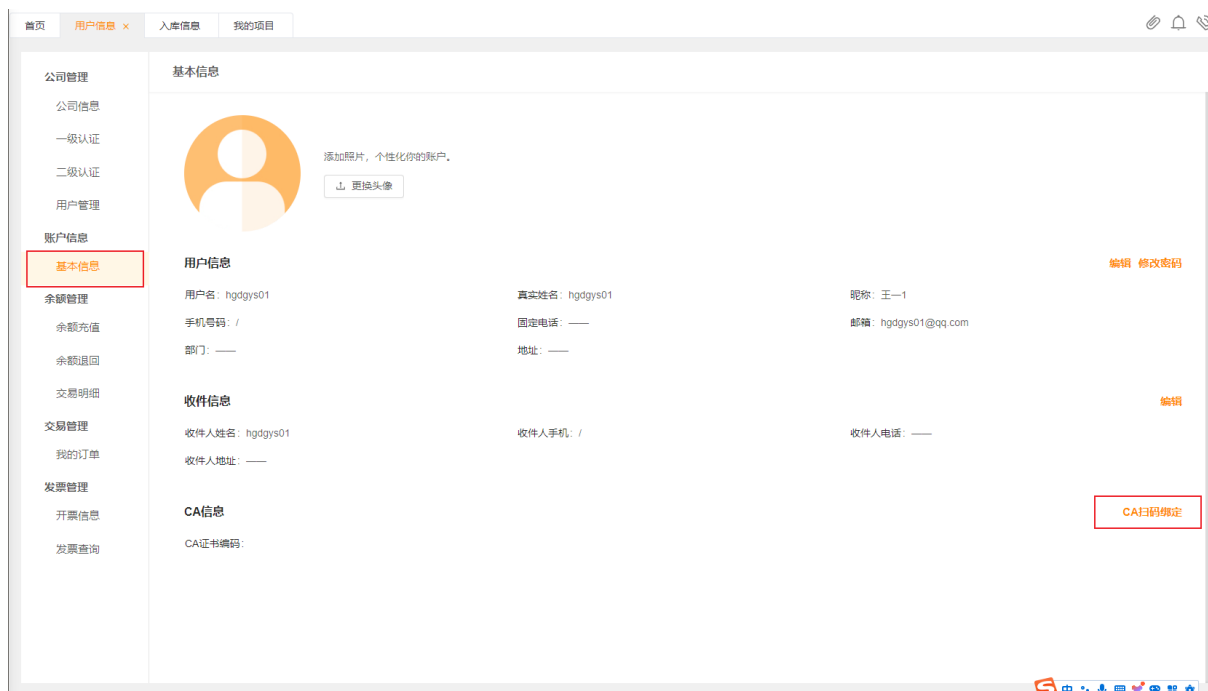 首页 用户信息 × 入库信息 我的项目
公司管理
公司信息
一级认证
二级认证
用户管理
账户信息
基本信息
余额管理
余额充值
余额退回
交易明细
交易管理
我的订单
发票管理
开票信息
发票查询
基本信息
添加照片，个性化你的账户。
更换头像
用户信息 编辑 修改密码
用户名：hgdgys01 真实姓名：hgdgys01 昵称：王一1
手机号码：/ 固定电话：—— 邮箱：hgdgys01@qq.com
部门：—— 地址：——
收件信息 编辑
收件人姓名：hgdgys01 收件人手机：/ 收件人电话：——
收件人地址：——
CA信息 CA扫码绑定
CA证书编码：
中